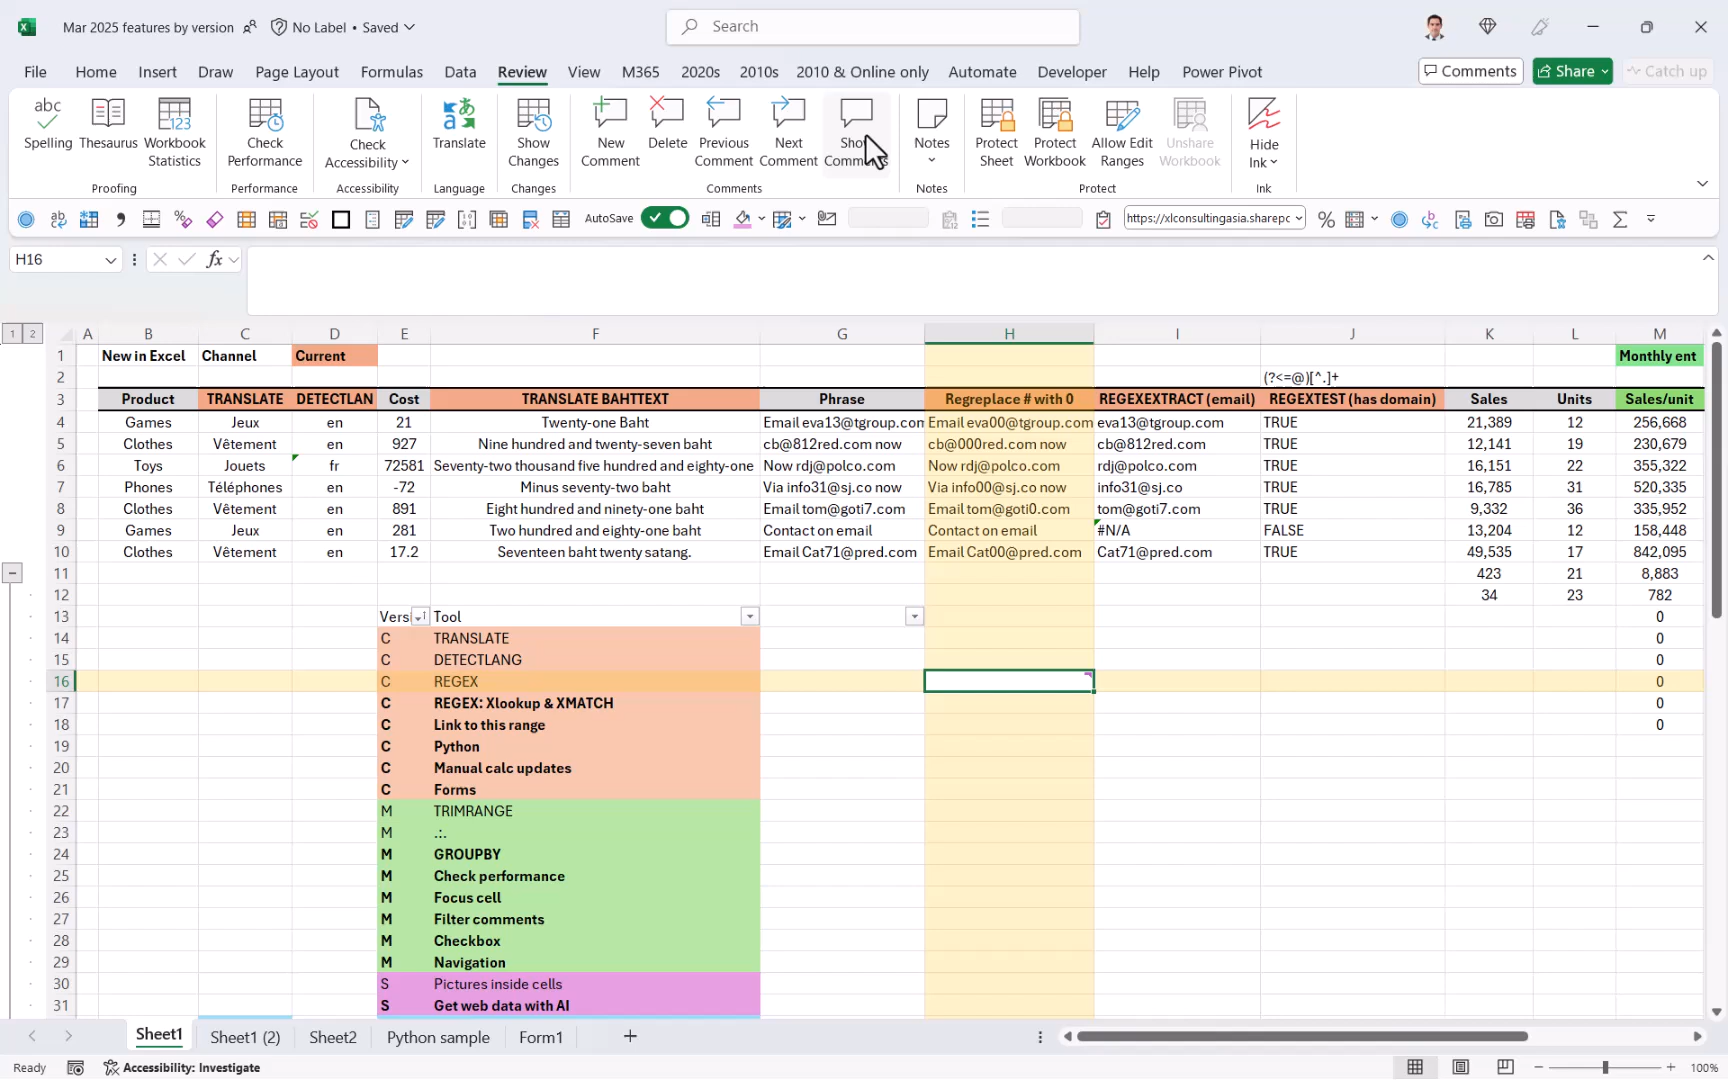 Mar 2025 features by version No Label • Saved Search
File Home Insert Draw Page Layout Formulas Data Review View M365 2020s 2010s 2010 & Online only Automate Developer Help Power Pivot Comments Share Catch up
Spelling Thesaurus Workbook Statistics Check Performance Check Accessibility Translate Show Changes New Comment Delete Previous Comment Next Comment Notes Protect Sheet Protect Workbook Allow Edit Ranges Unshare Workbook Hide Ink
Proofing Performance Accessibility Language Changes Comments Notes Protect Ink
AutoSave https://xlconsultingasia.sharepc
H16 fx
1 2 A B C D E F G H I J K L M
1 New in Excel Channel Current Monthly ent
2 (?<=@)[^.]+
3 Product TRANSLATE DETECTLAN Cost TRANSLATE BAHTTEXT Phrase Regreplace # with 0 REGEXEXTRACT (email) REGEXTEST (has domain) Sales Units Sales/unit
4 Games Jeux en 21 Twenty-one Baht Email eva13@tgroup.com Email eva00@tgroup.com eva13@tgroup.com TRUE 21,389 12 256,668
5 Clothes Vêtement en 927 Nine hundred and twenty-seven baht cb@812red.com now cb@000red.com now cb@812red.com TRUE 12,141 19 230,679
6 Toys Jouets fr 72581 Seventy-two thousand five hundred and eighty-one Now rdj@polco.com Now rdj@polco.com rdj@polco.com TRUE 16,151 22 355,322
7 Phones Téléphones en -72 Minus seventy-two baht Via info31@sj.co now Via info00@sj.co now info31@sj.co TRUE 16,785 31 520,335
8 Clothes Vêtement en 891 Eight hundred and ninety-one baht Email tom@goti7.com Email tom@goti0.com tom@goti7.com TRUE 9,332 36 335,952
9 Games Jeux en 281 Two hundred and eighty-one baht Contact on email Contact on email #N/A FALSE 13,204 12 158,448
10 Clothes Vêtement en 17.2 Seventeen baht twenty satang. Email Cat71@pred.com Email Cat00@pred.com Cat71@pred.com TRUE 49,535 17 842,095
11 423 21 8,883
12 34 23 782
13 Vers Tool 0
14 C TRANSLATE 0
15 C DETECTLANG 0
16 C REGEX 0
17 C REGEX: Xlookup & XMATCH 0
18 C Link to this range 0
19 C Python
20 C Manual calc updates
21 C Forms
22 M TRIMRANGE
23 M .:.
24 M GROUPBY
25 M Check performance
26 M Focus cell
27 M Filter comments
28 M Checkbox
29 M Navigation
30 S Pictures inside cells
31 S Get web data with AI
Sheet1 Sheet1 (2) Sheet2 Python sample Form1
Ready Accessibility: Investigate 100%